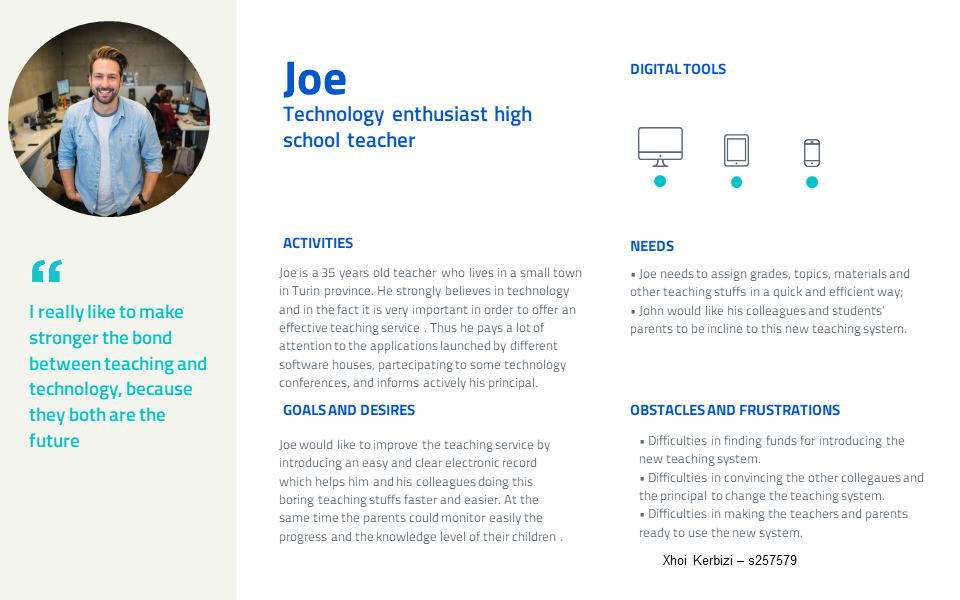 Joe
Technology enthusiast high
school teacher
“
I really like to make
stronger the bond
between teaching and
technology, because
they both are the
future
ACTIVITIES
Joe is a 35 years old teacher who lives in a small town
in Turin province. He strongly believes in technology
and in the fact it is very important in order to offer an
effective teaching service . Thus he pays a lot of
attention to the applications launched by different
software houses, partecipating to some technology
conferences, and informs actively his principal.
GOALS AND DESIRES
Joe would like to improve the teaching service by
introducing an easy and clear electronic record
which helps him and his colleagues doing this
boring teaching stuffs faster and easier. At the
same time the parents could monitor easily the
progress and the knowledge level of their children .
DIGITAL TOOLS
NEEDS
▪ Joe needs to assign grades, topics, materials and
other teaching stuffs in a quick and efficient way;
▪ John would like his colleagues and students'
parents to be incline to this new teaching system.
OBSTACLES AND FRUSTRATIONS
▪ Difficulties in finding funds for introducing the
new teaching system.
▪ Difficulties in convincing the other collegaues and
the principal to change the teaching system.
▪ Difficulties in making the teachers and parents
ready to use the new system.
Xhoi Kerbizi – s257579